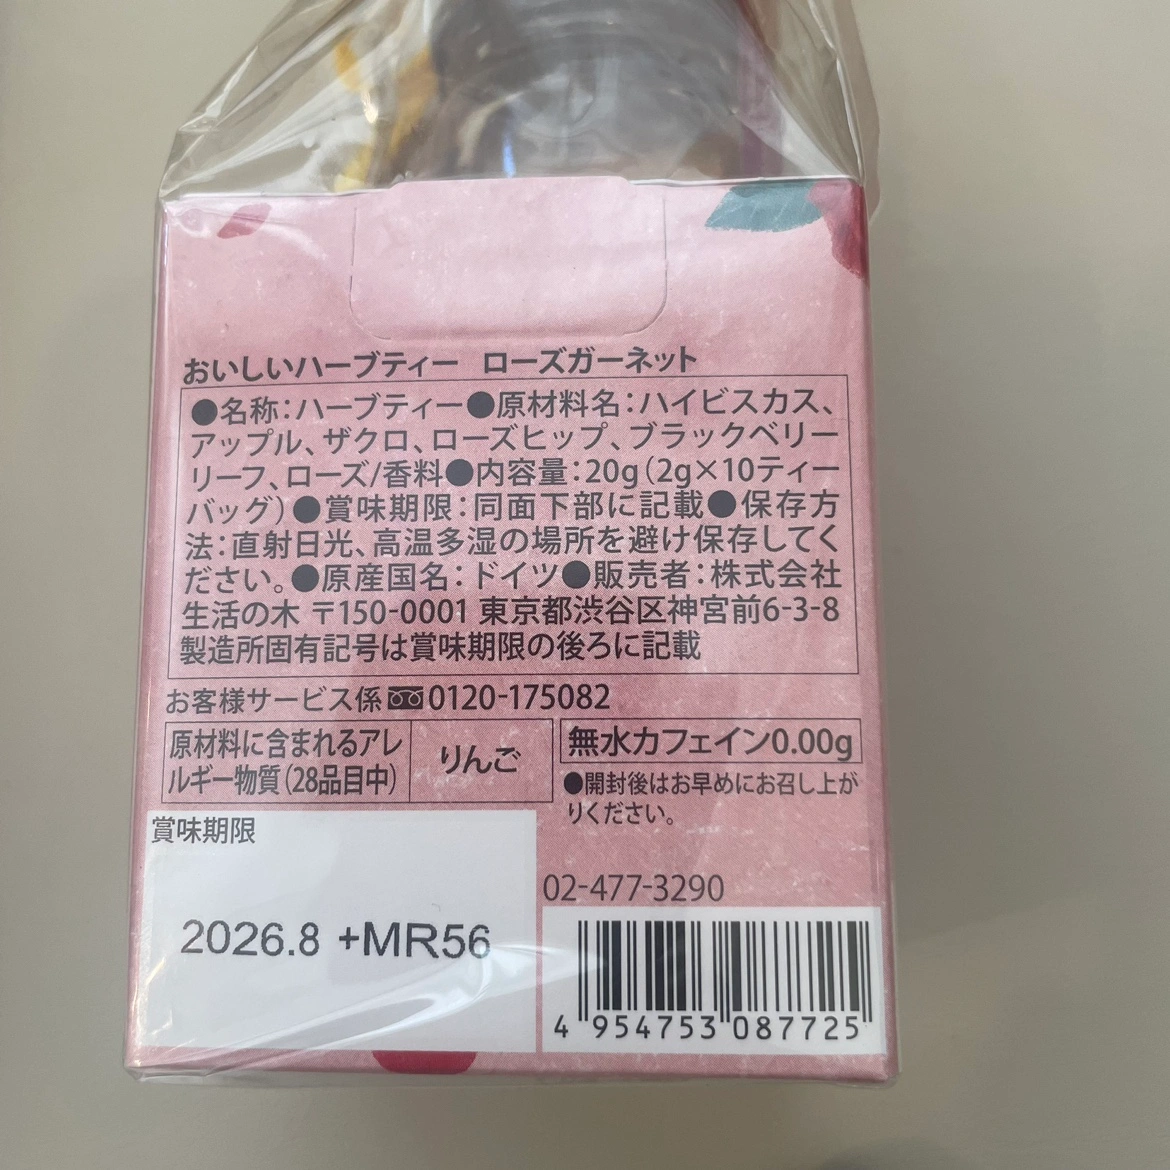 おいしいハーブティー　ローズガーネット
●名称：ハーブティー●原材料名：ハイビスカス、
アップル、ザクロ、ローズヒップ、ブラックベリー
リーフ、ローズ/香料●内容量：20g（2g×10ティー
バッグ）●賞味期限：同面下部に記載●保存方
法：直射日光、高温多湿の場所を避け保存してく
ださい。●原産国名：ドイツ●販売者：株式会社
生活の木 〒150-0001 東京都渋谷区神宮前6-3-8
製造所固有記号は賞味期限の後ろに記載
お客様サービス係 0120-175082
原材料に含まれるアレ
ルギー物質（28品目中）
りんご
無水カフェイン0.00g
●開封後はお早めにお召し上が
りください。
賞味期限
2026.8 +MR56
02-477-3290
4 954753 087725